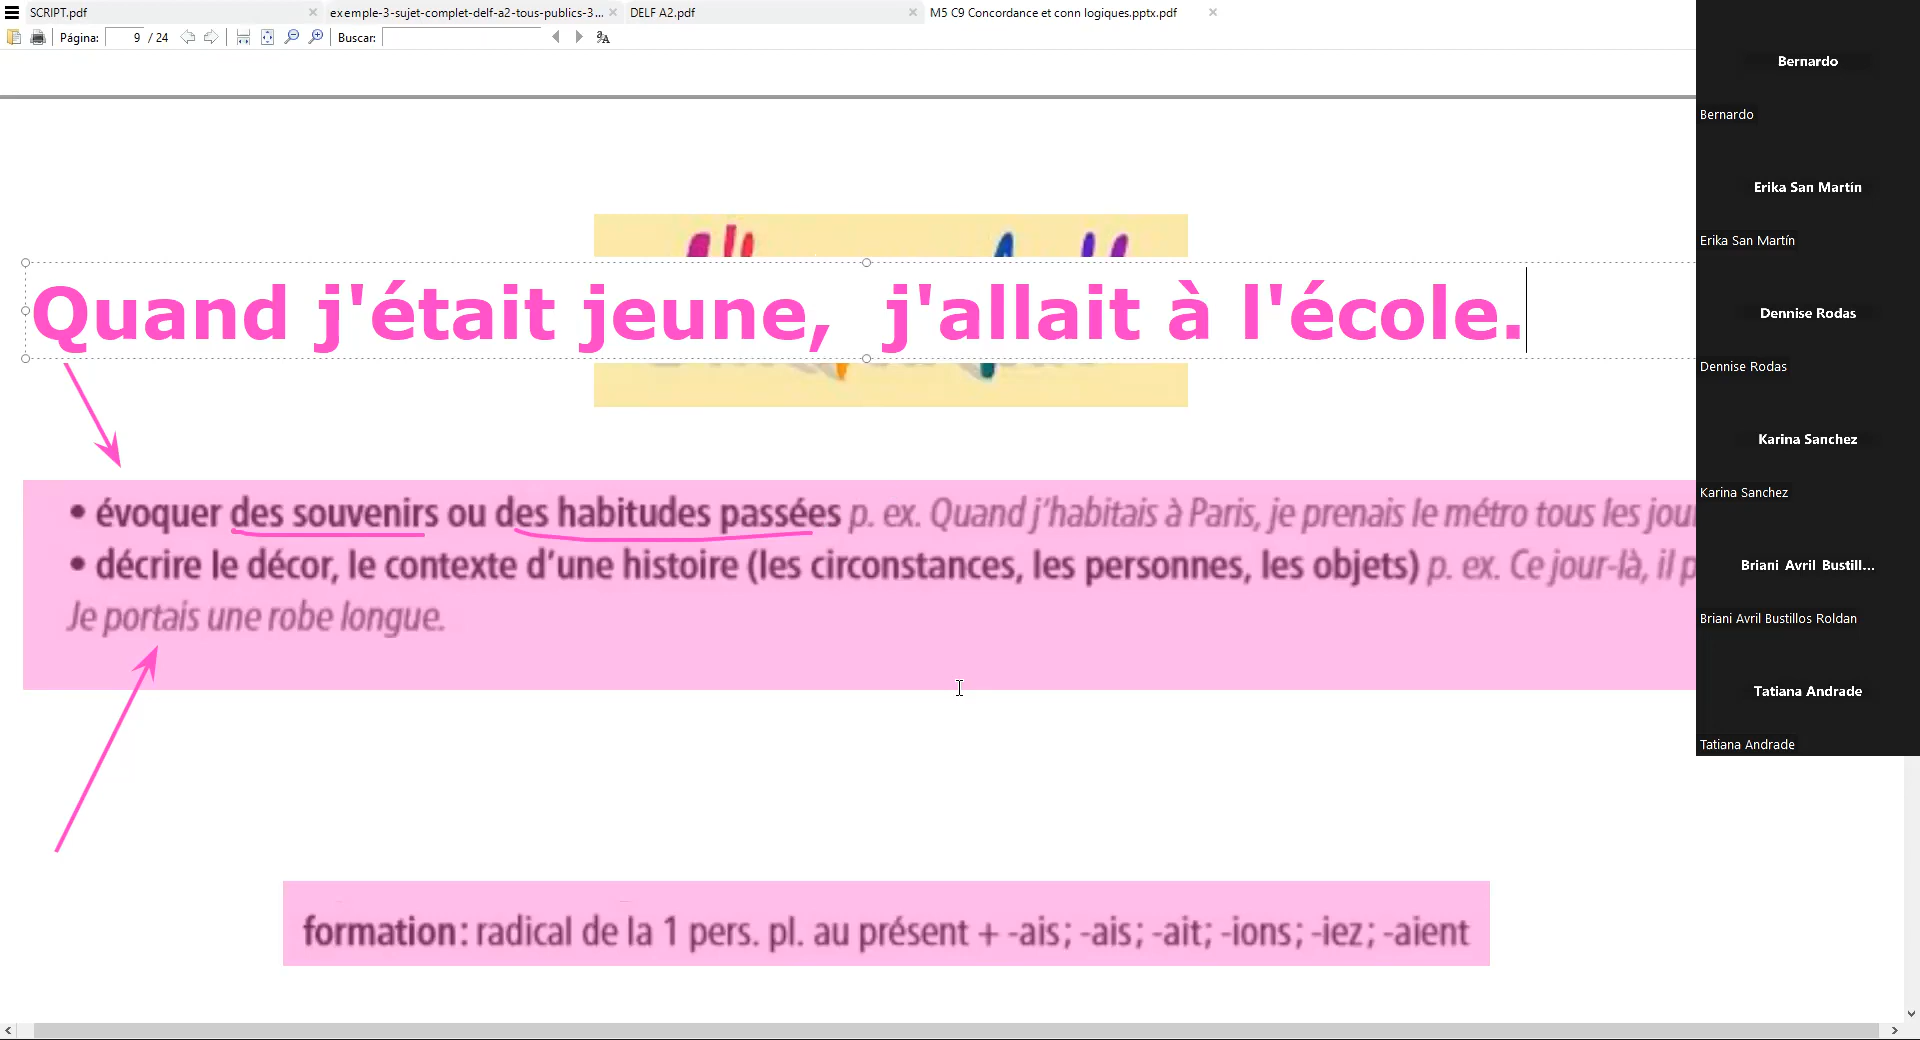 SCRIPT.pdf
exemple-3-sujet-complet-delf-a2-tous-publics-3...
DELF A2.pdf
M5 C9 Concordance et conn logiques.pptx.pdf
Página: 9 / 24
Buscar:
Quand j'était jeune,  j'allait à l'école.
• évoquer des souvenirs ou des habitudes passées p. ex. Quand j'habitais à Paris, je prenais le métro tous les
• décrire le décor, le contexte d'une histoire (les circonstances, les personnes, les objets) p. ex. Ce jour-là, il
Je portais une robe longue.
formation: radical de la 1 pers. pl. au présent + -ais; -ais; -ait; -ions; -iez; -aient
Bernardo
Bernardo
Erika San Martín
Erika San Martín
Dennise Rodas
Dennise Rodas
Karina Sanchez
Karina Sanchez
Briani Avril Bustill...
Briani Avril Bustillos Roldan
Tatiana Andrade
Tatiana Andrade